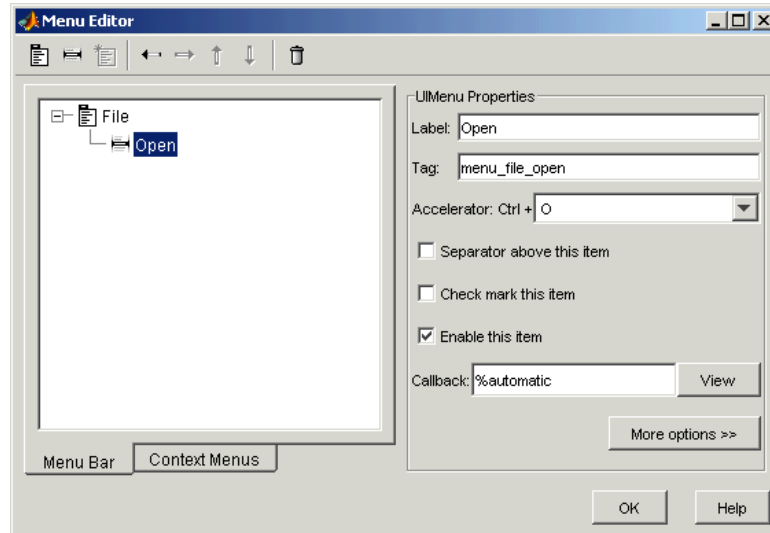 Menu Editor
File
Open
Menu Bar
Context Menus
UIMenu Properties
Label: Open
Tag: menu_file_open
Accelerator: Ctrl + O
Separator above this item
Check mark this item
Enable this item
Callback: %automatic View
More options >>
OK Help